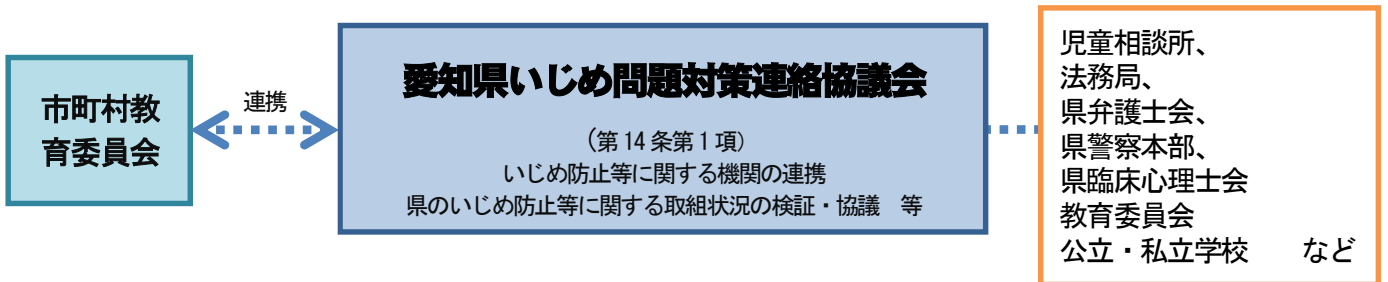 市町村教
育委員会
連携
愛知県いじめ問題対策連絡協議会
(第14条第1項)
いじめ防止等に関する機関の連携
県のいじめ防止等に関する取組状況の検証・協議　等
児童相談所、
法務局、
県弁護士会、
県警察本部、
県臨床心理士会
教育委員会
公立・私立学校　　など